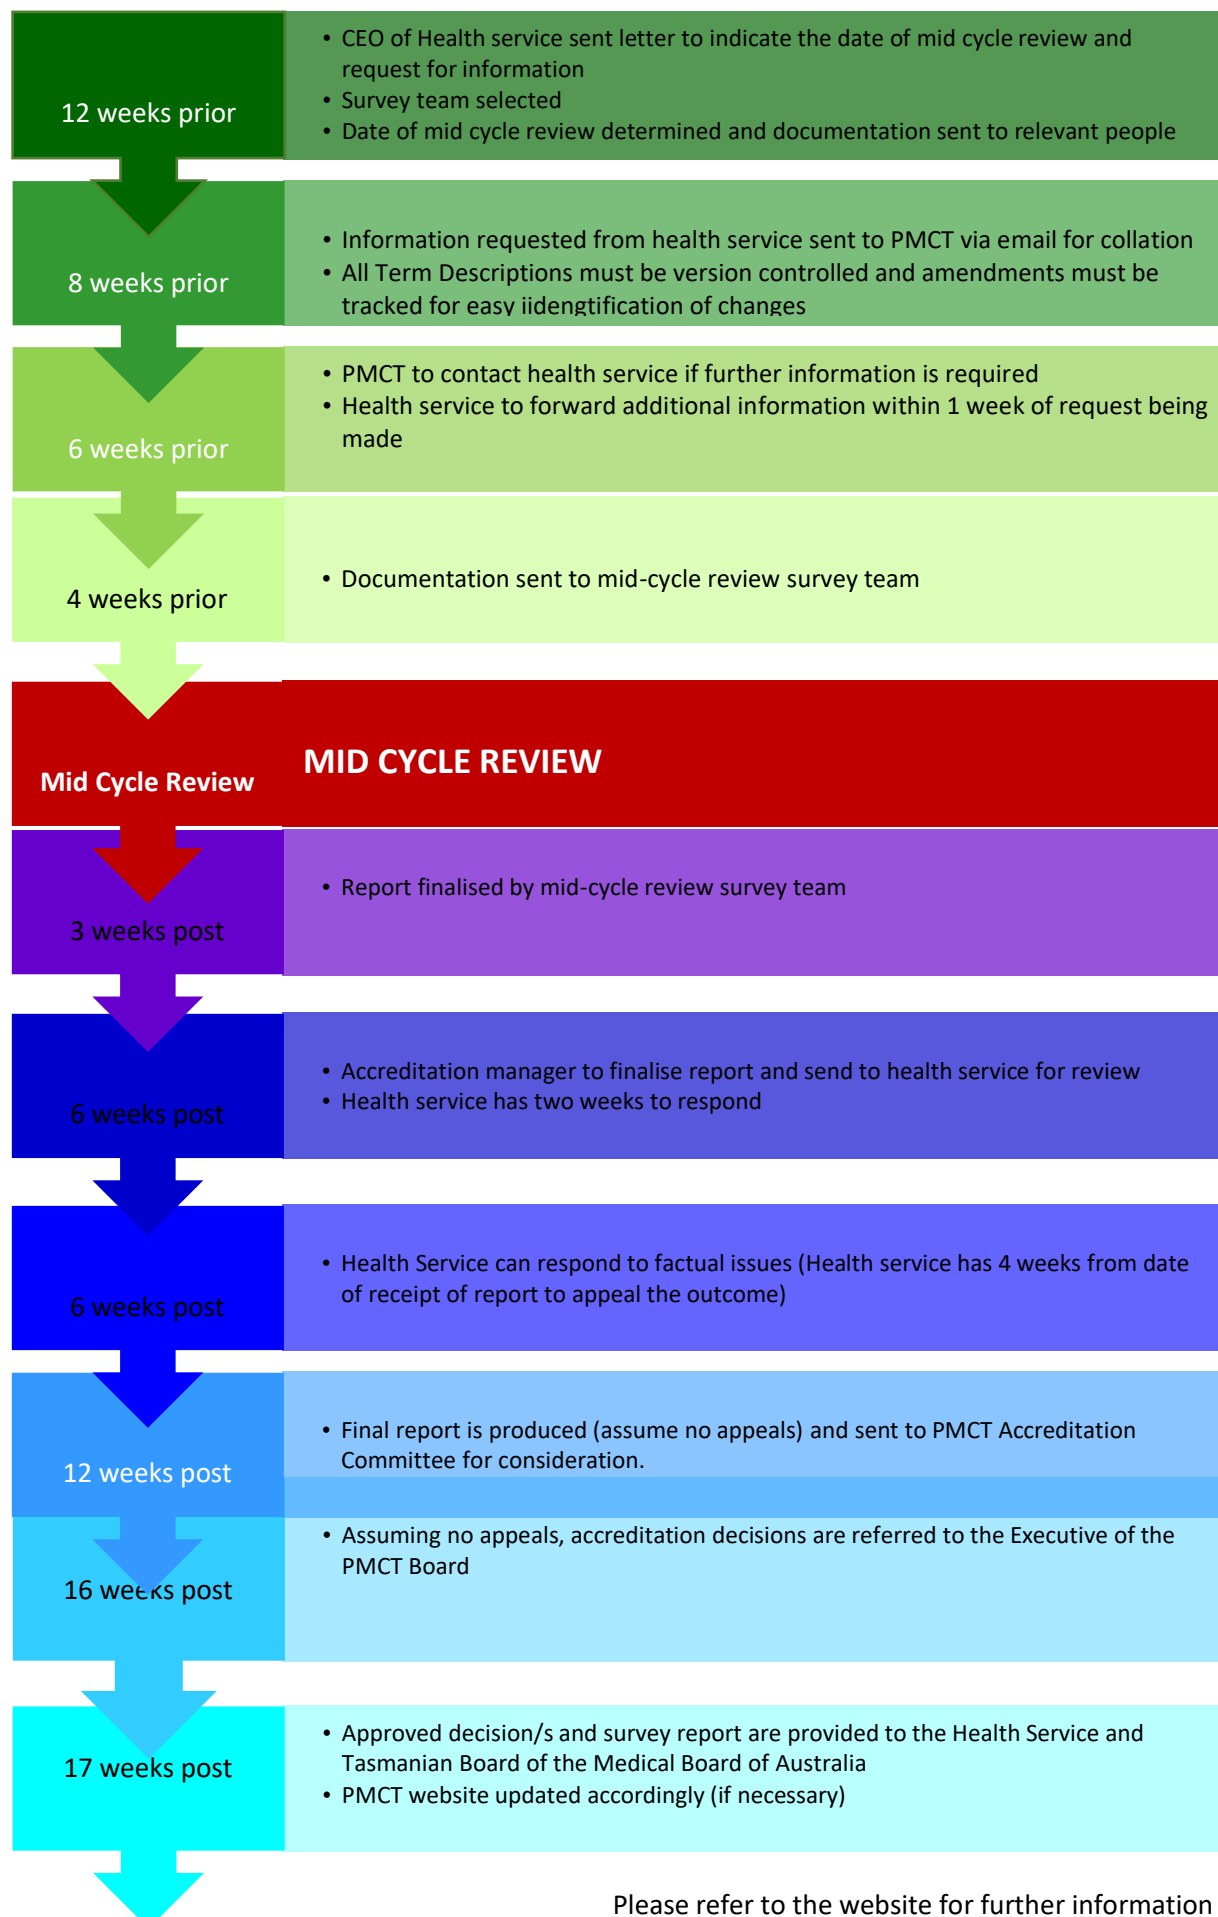 12 weeks prior
• CEO of Health service sent letter to indicate the date of mid cycle review and
request for information
• Survey team selected
• Date of mid cycle review determined and documentation sent to relevant people
8 weeks prior
• Information requested from health service sent to PMCT via email for collation
• All Term Descriptions must be version controlled and amendments must be
tracked for easy iidengtification of changes
6 weeks prior
• PMCT to contact health service if further information is required
• Health service to forward additional information within 1 week of request being
made
4 weeks prior
• Documentation sent to mid-cycle review survey team
Mid Cycle Review
MID CYCLE REVIEW
3 weeks post
• Report finalised by mid-cycle review survey team
6 weeks post
• Accreditation manager to finalise report and send to health service for review
• Health service has two weeks to respond
6 weeks post
• Health Service can respond to factual issues (Health service has 4 weeks from date
of receipt of report to appeal the outcome)
12 weeks post
• Final report is produced (assume no appeals) and sent to PMCT Accreditation
Committee for consideration.
16 weeks post
• Assuming no appeals, accreditation decisions are referred to the Executive of the
PMCT Board
17 weeks post
• Approved decision/s and survey report are provided to the Health Service and
Tasmanian Board of the Medical Board of Australia
• PMCT website updated accordingly (if necessary)
Please refer to the website for further information